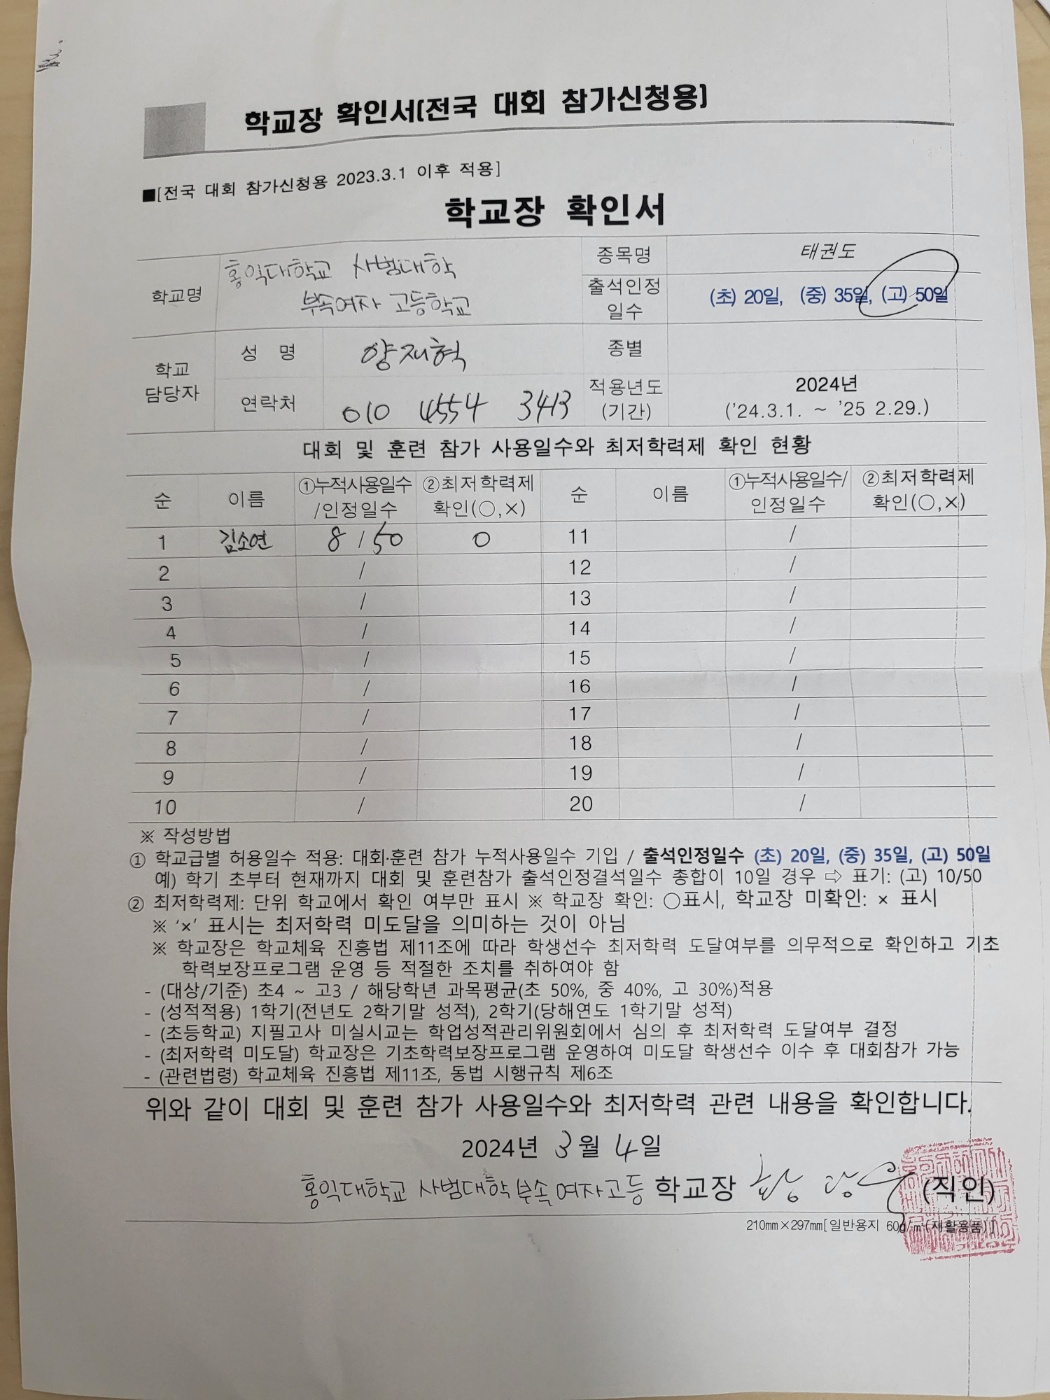 학교장 확인서(전국 대회 참가신청용)
■[전국 대회 참가신청용 2023.3.1 이후 적용]
학교장 확인서
학교명 홍익대학교 사범대학 부속여자 고등학교
종목명 태권도
출석인정 일수 (초) 20일, (중) 35일, (고) 50일
학교 담당자 성 명 양재혁 종별
연락처 010 4554 3413 적용년도 (기간) 2024년 ('24.3.1. ~ '25 2.29.)
대회 및 훈련 참가 사용일수와 최저학력제 확인 현황
순 이름 ①누적사용일수/인정일수 ②최저학력제 확인(○,×) 순 이름 ①누적사용일수/인정일수 ②최저학력제 확인(○,×)
1 김소연 8 / 50 ○ 11 /
2 / 12 /
3 / 13 /
4 / 14 /
5 / 15 /
6 / 16 /
7 / 17 /
8 / 18 /
9 / 19 /
10 / 20 /
※ 작성방법
① 학교급별 허용일수 적용: 대회·훈련 참가 누적사용일수 기입 / 출석인정일수 (초) 20일, (중) 35일, (고) 50일
예) 학기 초부터 현재까지 대회 및 훈련참가 출석인정결석일수 총합이 10일 경우 ⇨ 표기: (고) 10/50
② 최저학력제: 단위 학교에서 확인 여부만 표시 ※ 학교장 확인: ○표시, 학교장 미확인: × 표시
※ '×' 표시는 최저학력 미도달을 의미하는 것이 아님
※ 학교장은 학교체육 진흥법 제11조에 따라 학생선수 최저학력 도달여부를 의무적으로 확인하고 기초
학력보장프로그램 운영 등 적절한 조치를 취하여야 함
- (대상/기준) 초4 ~ 고3 / 해당학년 과목평균(초 50%, 중 40%, 고 30%)적용
- (성적적용) 1학기(전년도 2학기말 성적), 2학기(당해연도 1학기말 성적)
- (초등학교) 지필고사 미실시교는 학업성적관리위원회에서 심의 후 최저학력 도달여부 결정
- (최저학력 미도달) 학교장은 기초학력보장프로그램 운영하여 미도달 학생선수 이수 후 대회참가 가능
- (관련법령) 학교체육 진흥법 제11조, 동법 시행규칙 제6조
위와 같이 대회 및 훈련 참가 사용일수와 최저학력 관련 내용을 확인합니다.
2024년 3월 4일
홍익대학교 사범대학부속여자고등 학교장 (직인)
210㎜×297㎜[일반용지 60g/㎡(재활용품)]